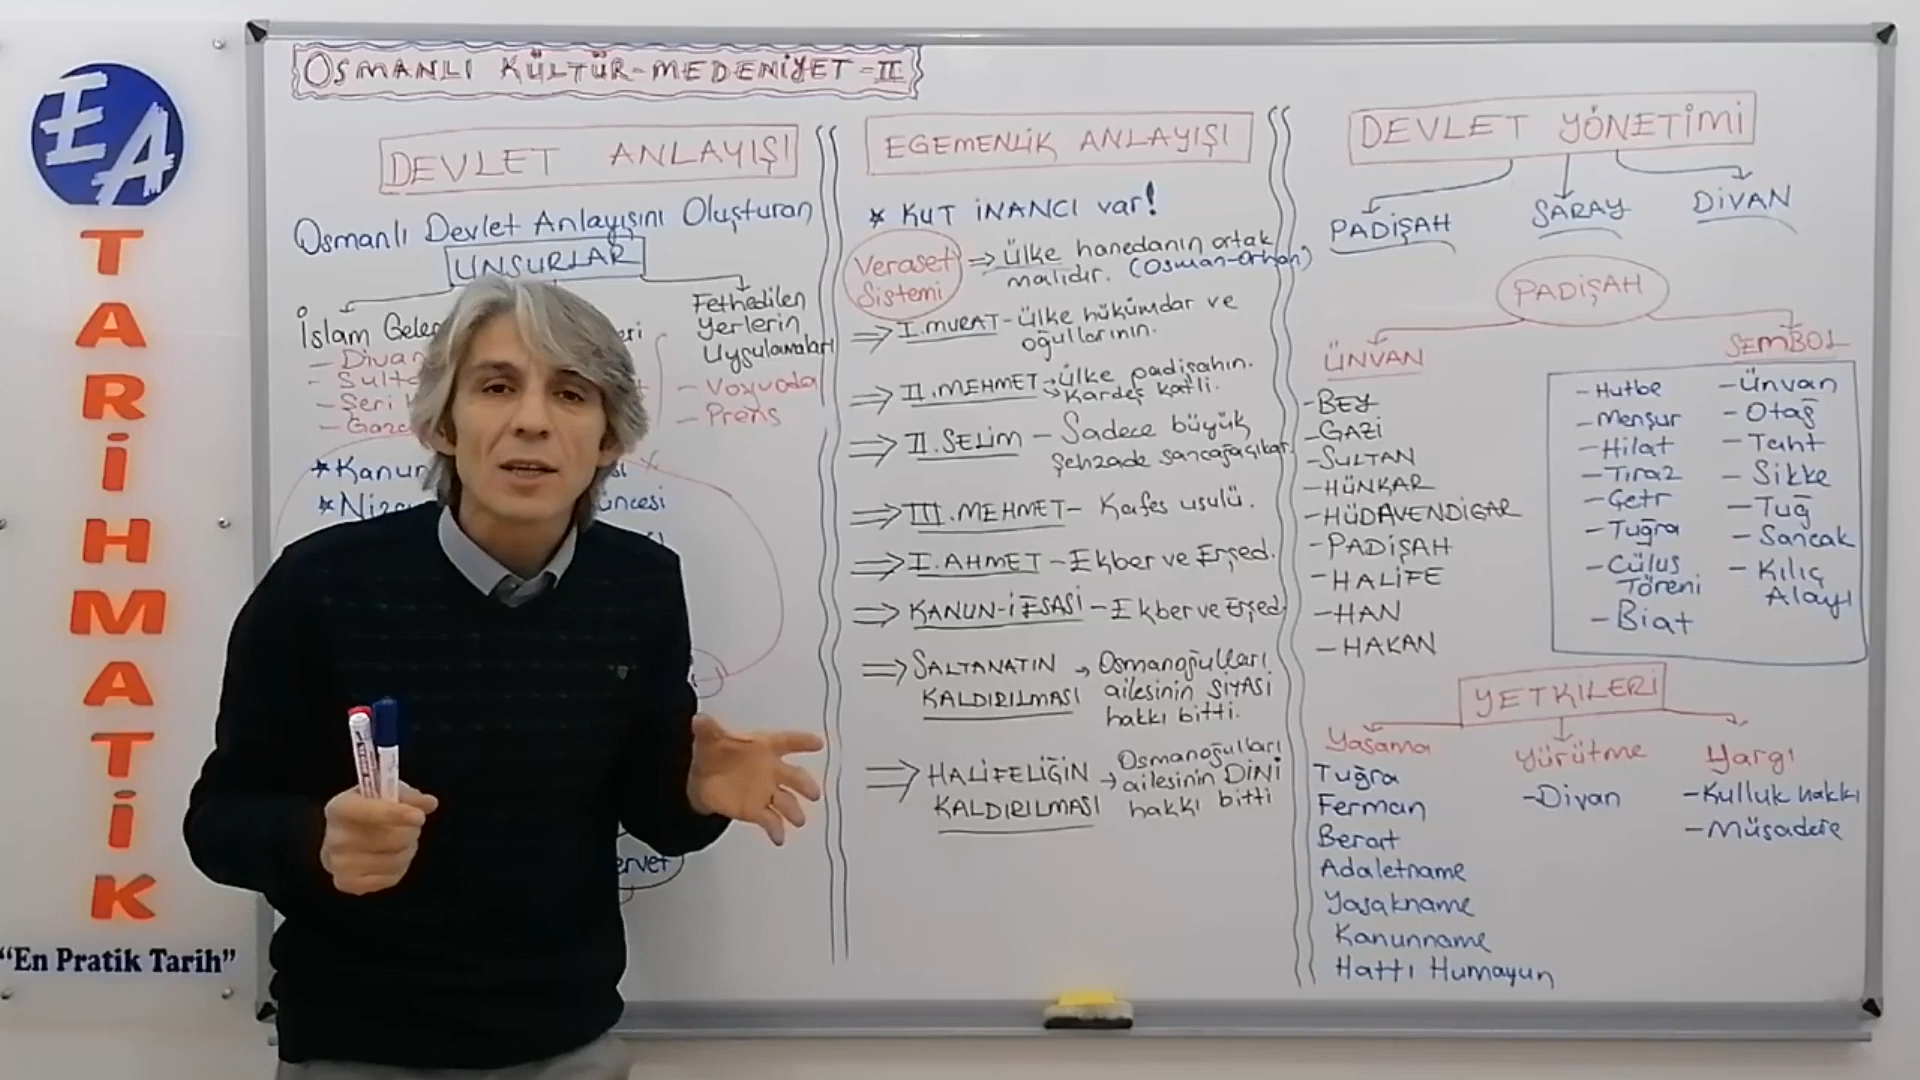 EA
TARİHMATİK
"En Pratik Tarih"
OSMANLI KÜLTÜR-MEDENİYET-II
DEVLET ANLAYIŞI
Osmanlı Devlet Anlayışını Oluşturan
UNSURLAR
İslam
Fethedilen
Yerlerin
Uygulamaları
- Divan
- Şeri
- Voyvoda
- Prens
EGEMENLİK ANLAYIŞI
* KUT İNANCI var!
Veraset Sistemi
⇒ Ülke hanedanın ortak
malıdır. (Osman-Orhan)
⇒ I.MURAT - Ülke hükümdar ve
oğullarının.
⇒ II.MEHMET → Ülke padişahın.
→ Kardeş katli.
⇒ II.SELİM - Sadece büyük
şehzade sancağa çıkar.
⇒ III.MEHMET - Kafes usulü.
⇒ I.AHMET - Ekber ve Erşed.
⇒ KANUN-İ ESASİ - Ekber ve Erşed
⇒ SALTANATIN KALDIRILMASI → Osmanoğulları
ailesinin SİYASİ
hakkı bitti.
⇒ HALİFELİĞİN KALDIRILMASI → Osmanoğulları
ailesinin DİNİ
hakkı bitti
DEVLET YÖNETİMİ
PADİŞAH
SARAY
DİVAN
PADİŞAH
ÜNVAN
- BEY
- GAZİ
- SULTAN
- HÜNKAR
- HÜDAVENDİGAR
- PADİŞAH
- HALİFE
- HAN
- HAKAN
SEMBOL
- Hutbe
- Menşur
- Hilat
- Tıraz
- Çetr
- Tuğra
- Cülus
Töreni
- Biat
- Ünvan
- Otağ
- Taht
- Sikke
- Tuğ
- Sancak
- Kılıç
Alayı
YETKİLERİ
Yasama
Tuğra
Ferman
Berat
Adaletname
Yasakname
Kanunname
Hattı Humayun
Yürütme
- Divan
Yargı
- Kulluk hakkı
- Müsadere